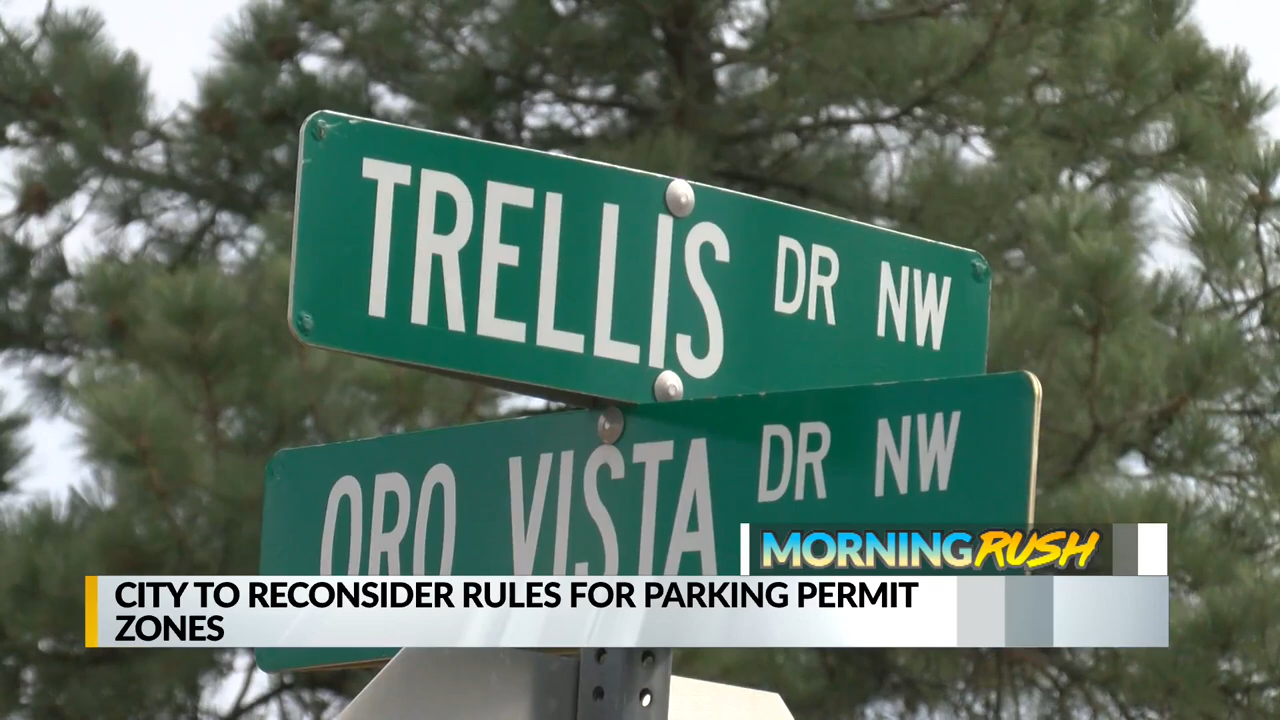 TRELLIS DR NW
ORO VISTA DR NW
MORNING RUSH
CITY TO RECONSIDER RULES FOR PARKING PERMIT
ZONES